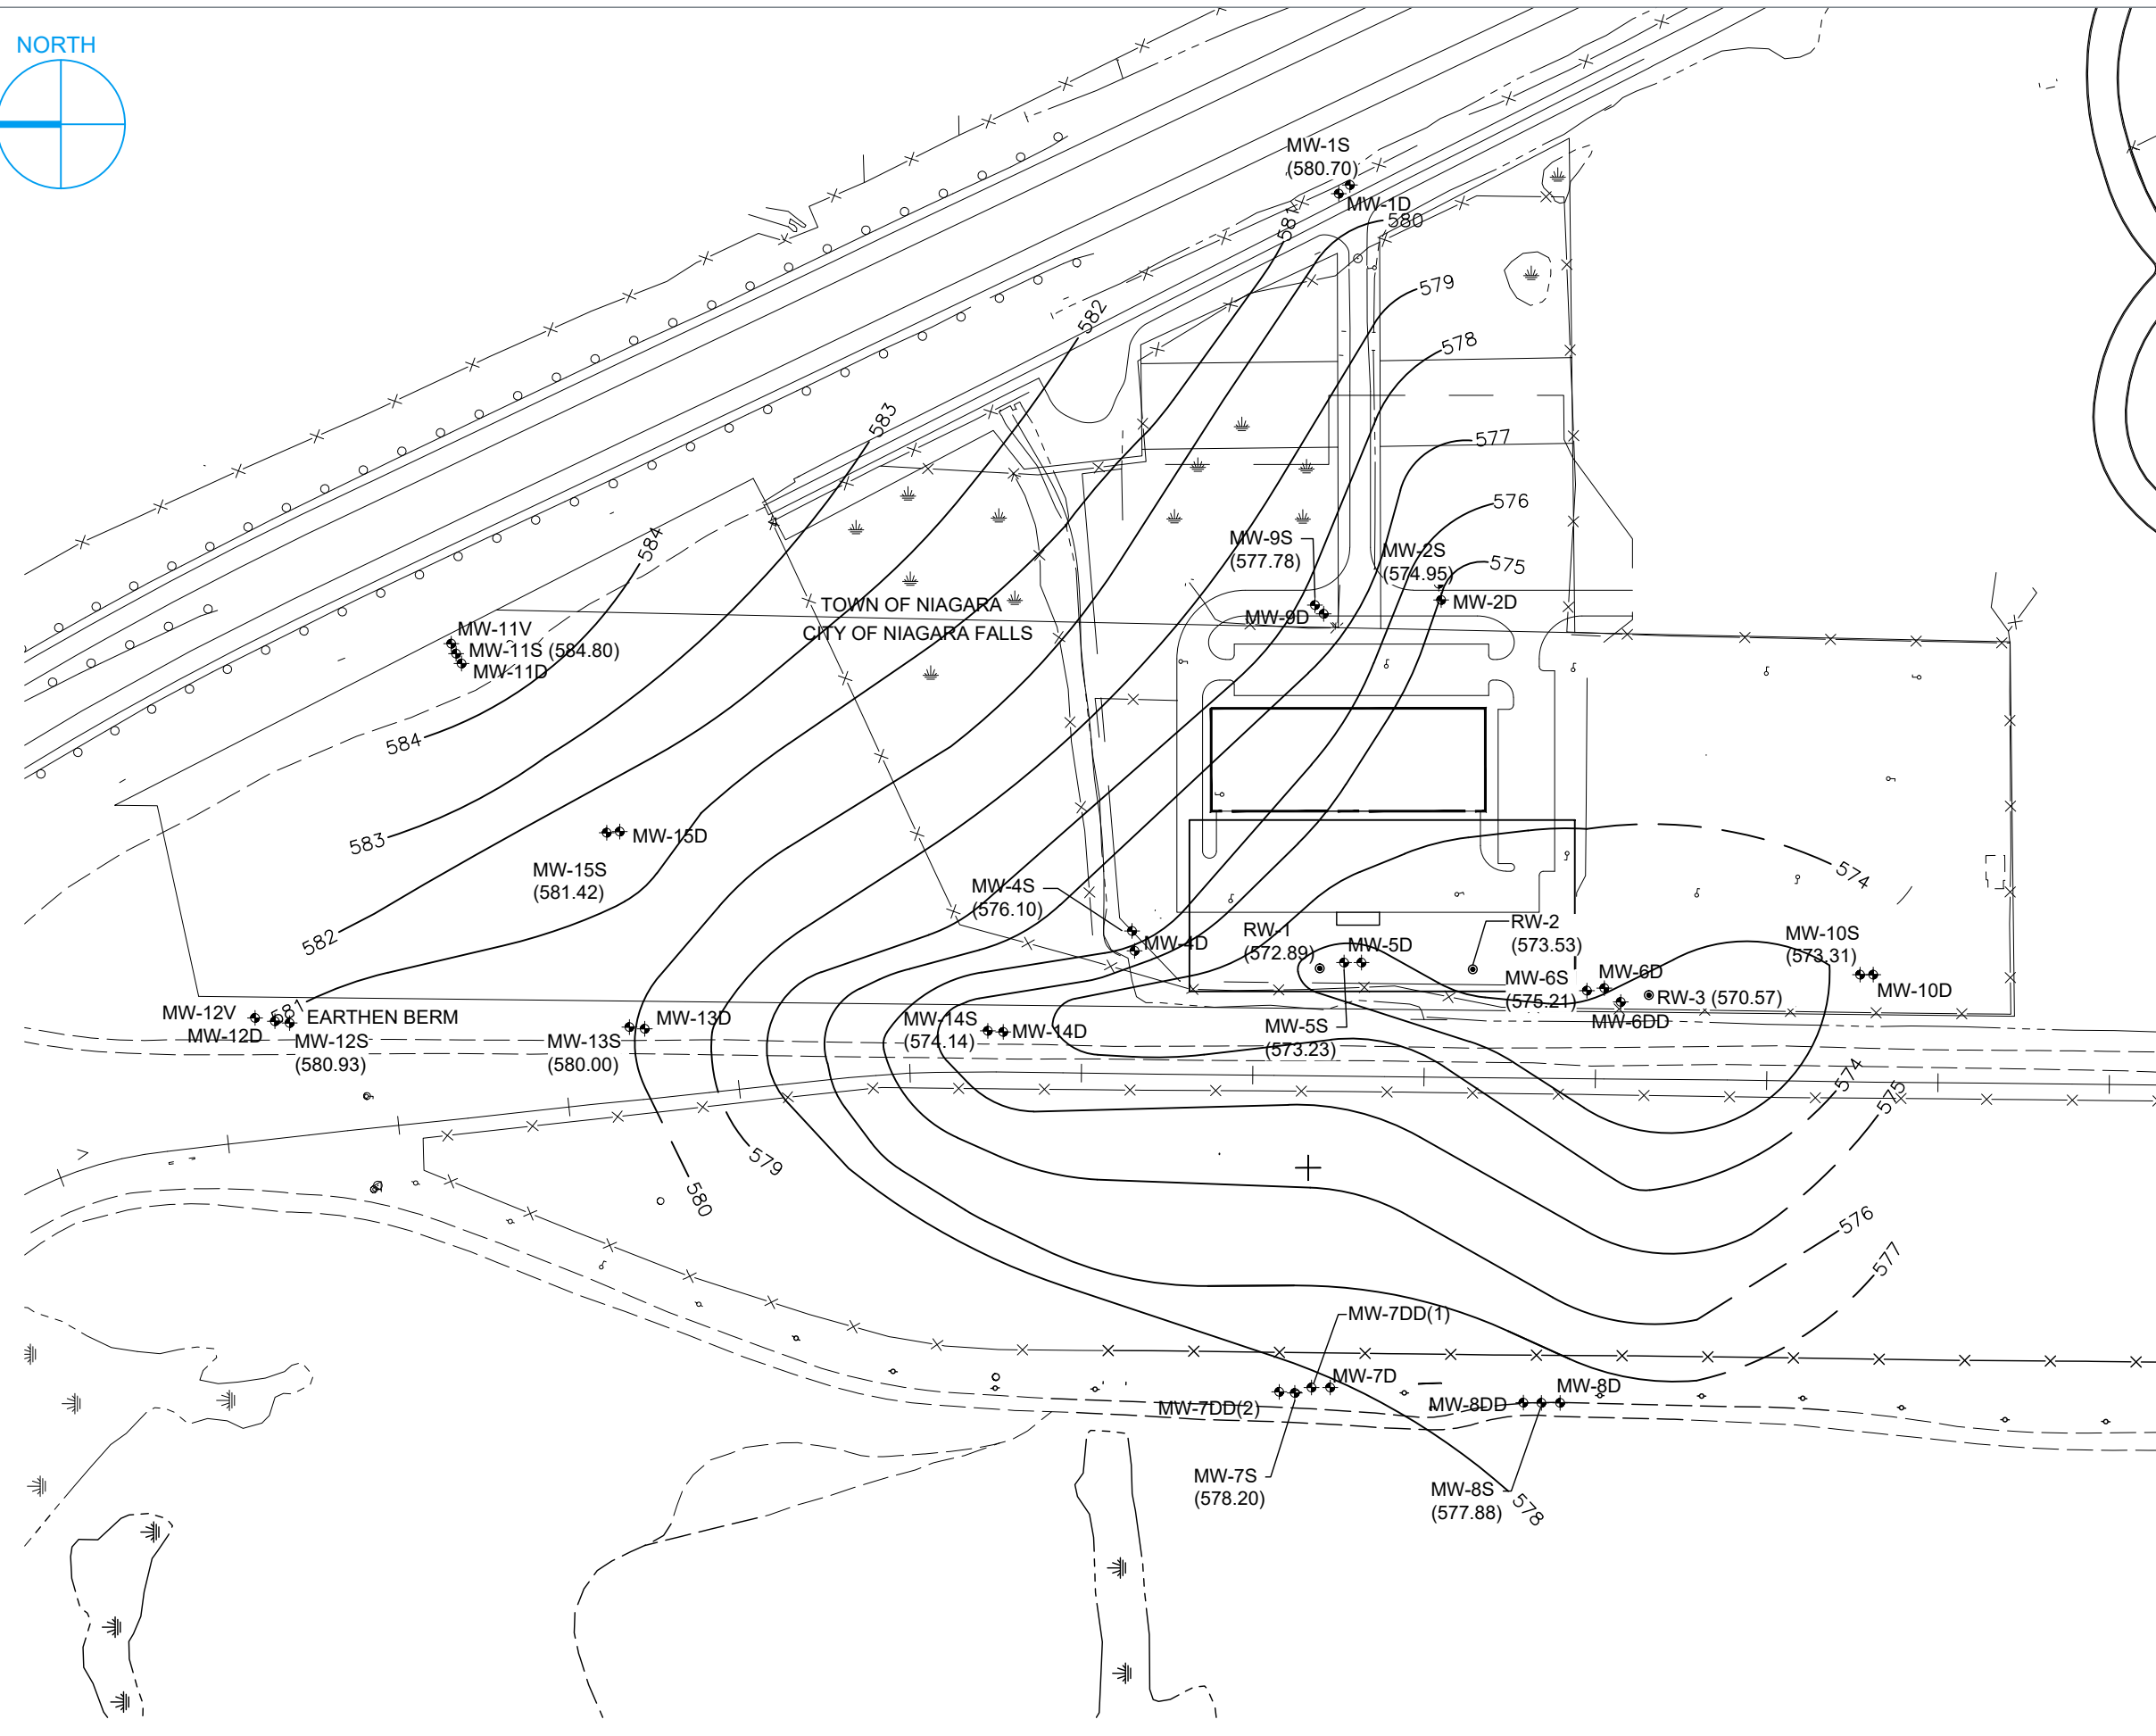 NORTH
MW-1S
(580.70)
MW-1D
581
580
579
582
578
583
577
576
584
MW-9S
(577.78)
MW-2S
(574.95)
575
MW-2D
MW-9D
TOWN OF NIAGARA
CITY OF NIAGARA FALLS
MW-11V
MW-11S (584.80)
MW-11D
584
583
MW-15D
MW-15S
(581.42)
574
MW-4S
(576.10)
MW-4D
582
RW-1
(572.89)
MW-5D
RW-2
(573.53)
MW-10S
(573.31)
MW-6S
(575.21)
MW-6D
MW-10D
RW-3 (570.57)
MW-6DD
MW-12V
581
EARTHEN BERM
MW-12D
MW-12S
(580.93)
MW-13D
MW-13S
(580.00)
MW-14S
(574.14)
MW-14D
MW-5S
(573.23)
574
575
579
580
576
577
MW-7DD(1)
MW-7D
MW-7DD(2)
MW-8D
MW-8DD
MW-7S
(578.20)
MW-8S
(577.88)
578